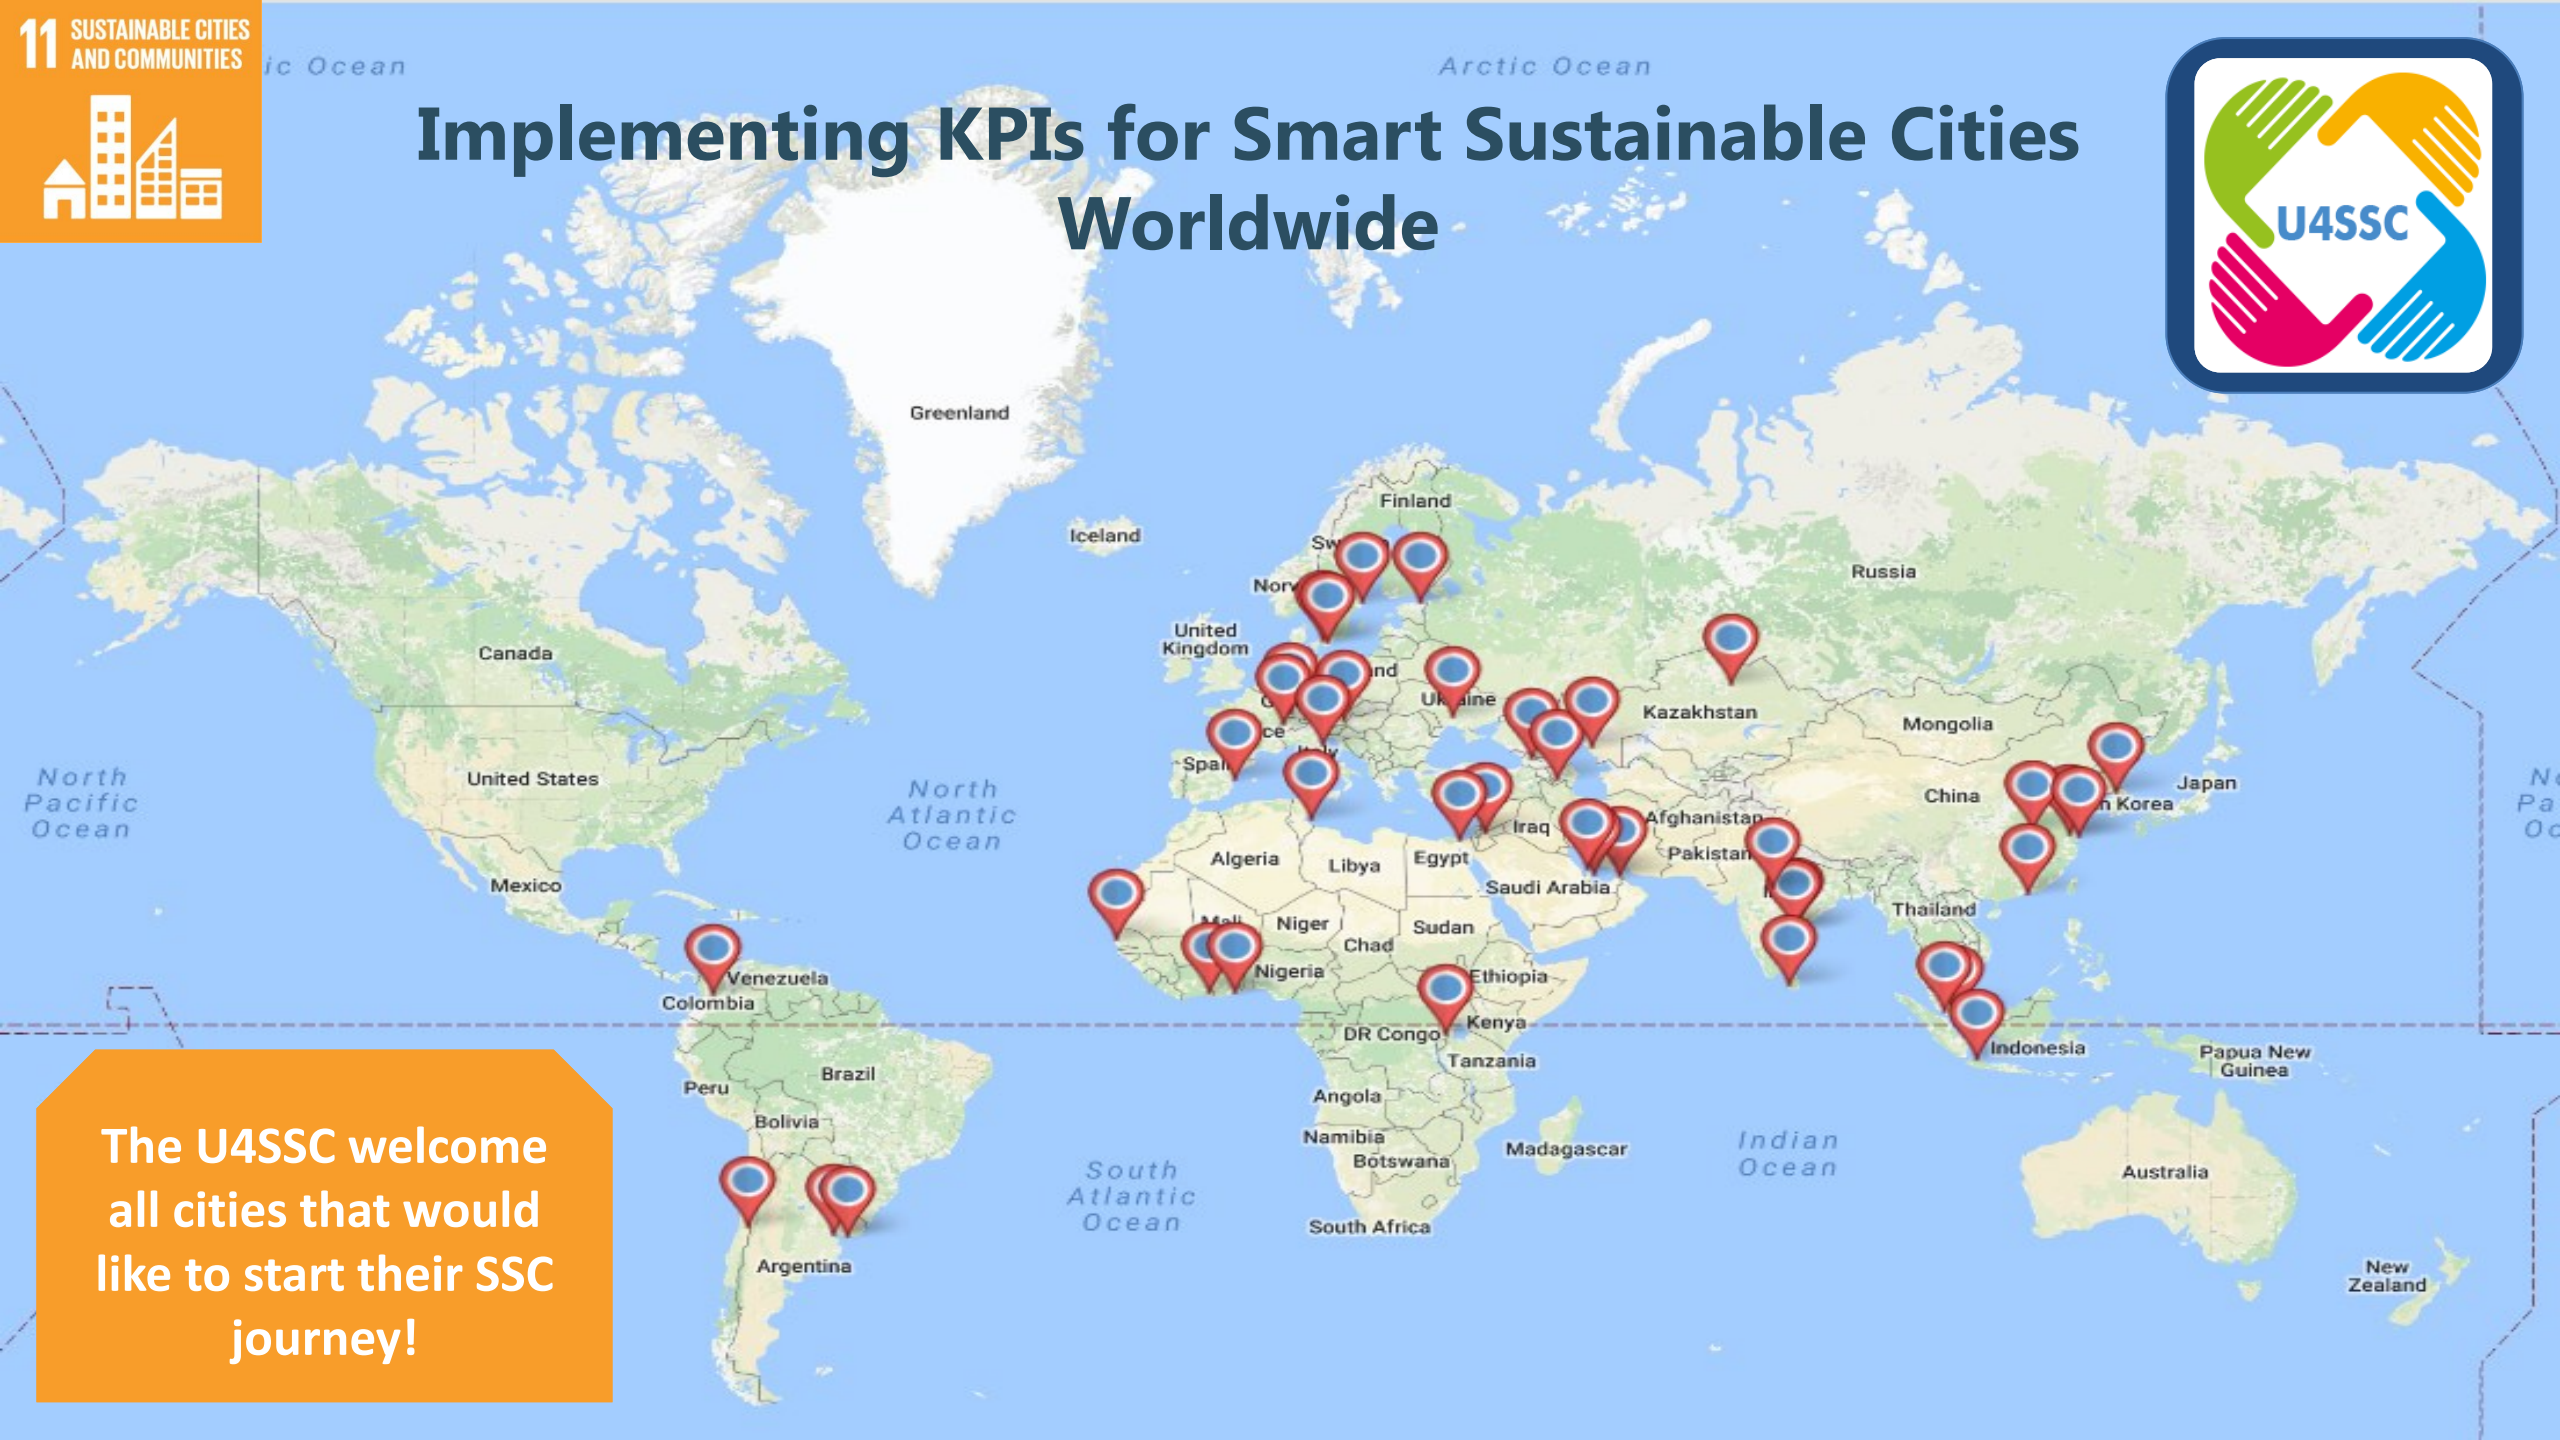 11 SUSTAINABLE CITIES
AND COMMUNITIES
ic Ocean
Arctic Ocean
Implementing KPIs for Smart Sustainable Cities
Worldwide
U4SSC
Greenland
Finland
Iceland
Russia
United
Kingdom
Canada
Kazakhstan
Mongolia
North
Pacific
Ocean
United States
North
Atlantic
Ocean
China
Japan
Korea
Iraq
Afghanistan
Algeria
Libya
Egypt
Pakistan
Mexico
Saudi Arabia
Mali
Niger
Sudan
Thailand
Chad
Venezuela
Nigeria
Ethiopia
Colombia
DR Congo
Kenya
Indonesia
Papua New
Guinea
Tanzania
Peru
Brazil
Angola
Bolivia
Namibia
Botswana
Madagascar
Indian
Ocean
South
Atlantic
Ocean
Australia
South Africa
Argentina
New
Zealand
The U4SSC welcome
all cities that would
like to start their SSC
journey!